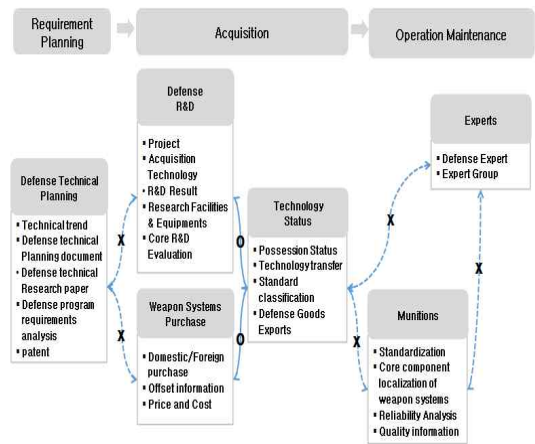 Requirement
Planning
Acquisition
Operation Maintenance
Defense Technical
Planning
▪ Technical trend
▪ Defense technical
Planning document
▪ Defense technical
Research paper
▪ Defense program
requirements
analysis
▪ patent
X
X
Defense
R&D
▪ Project
▪ Acquisition
Technology
▪ R&D Result
▪ Research Facilities
& Equipments
▪ Core R&D
Evaluation
Weapon Systems
Purchase
▪ Domestic/Foreign
purchase
▪ Offset information
▪ Price and Cost
O
O
Technology
Status
▪ Possession Status
▪ Technology transfer
▪ Standard
classification
▪ Defense Goods
Exports
X
X
Experts
▪ Defense Expert
▪ Expert Group
X
Munitions
▪ Standardization
▪ Core component
localization of
weapon systems
▪ Reliability Analysis
▪ Quality information